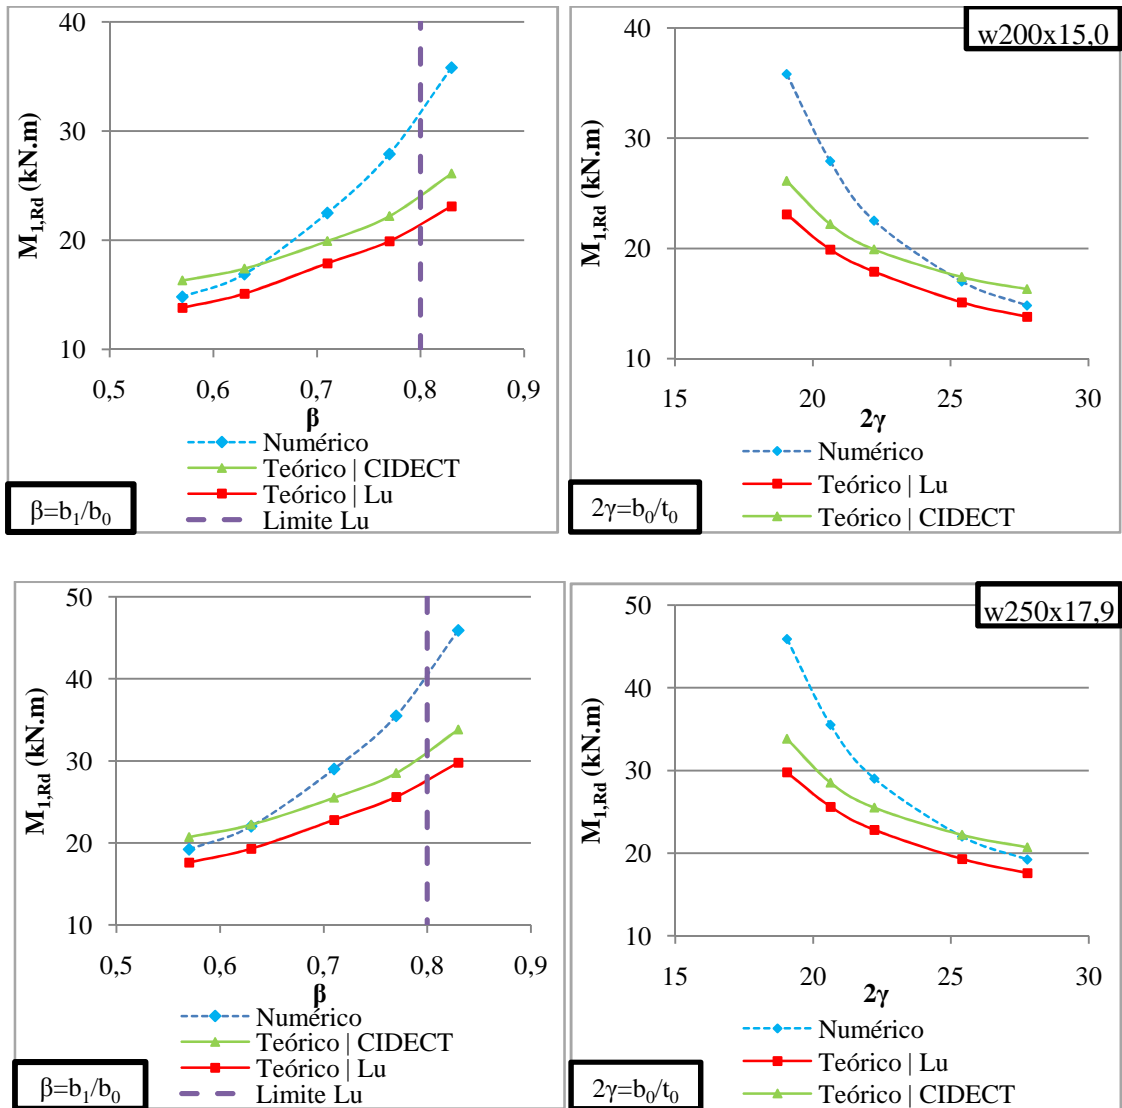 40
30
20
10
M1,Rd (kN.m)
0,5 0,6 0,7 0,8 0,9
β
Numérico
Teórico | CIDECT
Teórico | Lu
Limite Lu
β=b1/b0
w200x15,0
40
30
20
10
M1,Rd (kN.m)
15 20 25 30
2γ
Numérico
Teórico | Lu
Teórico | CIDECT
2γ=b0/t0
50
40
30
20
10
M1,Rd (kN.m)
0,5 0,6 0,7 0,8 0,9
β
Numérico
Teórico | CIDECT
Teórico | Lu
Limite Lu
β=b1/b0
w250x17,9
50
40
30
20
10
M1,Rd (kN.m)
15 20 25 30
2γ
Numérico
Teórico | Lu
Teórico | CIDECT
2γ=b0/t0